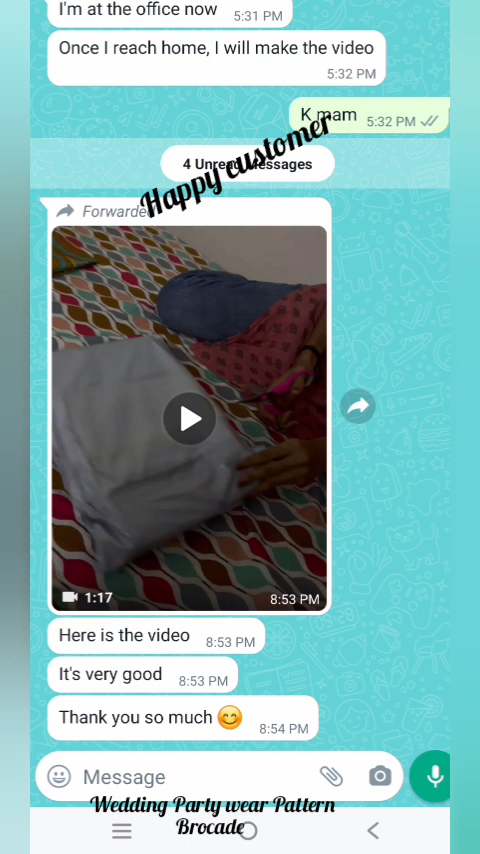 I'm at the office now 5:31 PM
Once I reach home, I will make the video
5:32 PM
K mam 5:32 PM
Happy customer
4 Unread Messages
Forwarded
1:17 8:53 PM
Here is the video 8:53 PM
It's very good 8:53 PM
Thank you so much 😊 8:54 PM
Message
Wedding Party wear Pattern
Brocade